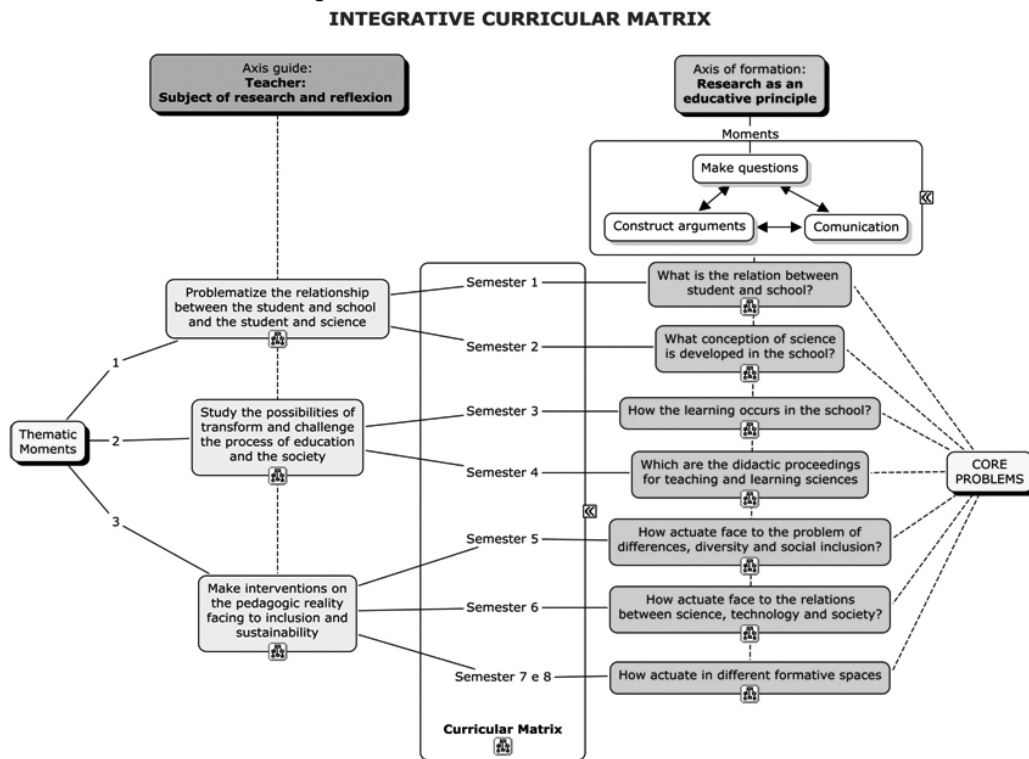 INTEGRATIVE CURRICULAR MATRIX
Axis guide:
Teacher:
Subject of research and reflexion
Axis of formation:
Research as an
educative principle
Moments
Make questions
Construct arguments
Comunication
Thematic
Moments
1
2
3
Problematize the relationship
between the student and school
and the student and science
Study the possibilities of
transform and challenge
the process of education
and the society
Make interventions on
the pedagogic reality
facing to inclusion and
sustainability
Semester 1
Semester 2
Semester 3
Semester 4
Semester 5
Semester 6
Semester 7 e 8
Curricular Matrix
What is the relation between
student and school?
What conception of science
is developed in the school?
How the learning occurs in the school?
Which are the didactic proceedings
for teaching and learning sciences
How actuate face to the problem of
differences, diversity and social inclusion?
How actuate face to the relations
between science, technology and society?
How actuate in different formative spaces
CORE
PROBLEMS